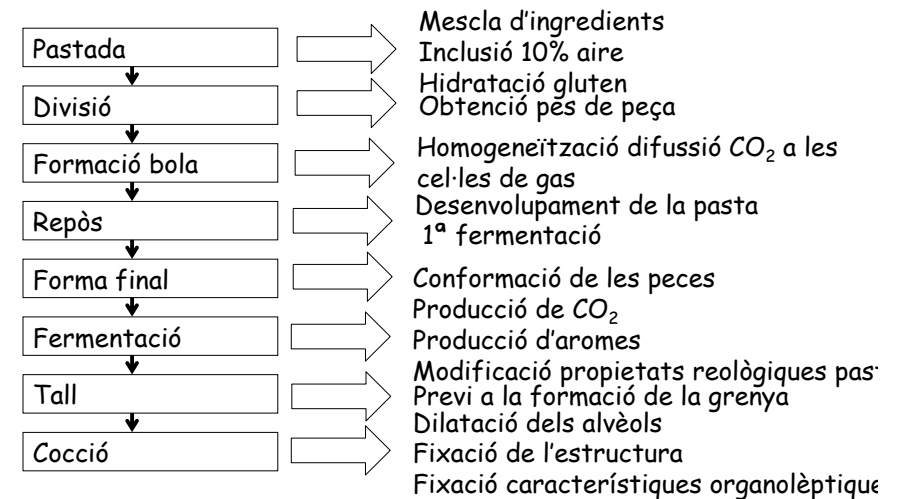 Pastada
Mescla d'ingredients
Inclusió 10% aire
Hidratació gluten
Divisió
Obtenció pes de peça
Formació bola
Homogeneïtzació difussió CO₂ a les
cel·les de gas
Repòs
Desenvolupament de la pasta
1ª fermentació
Forma final
Conformació de les peces
Fermentació
Producció de CO₂
Producció d'aromes
Modificació propietats reològiques
Tall
Previ a la formació de la grenya
Cocció
Dilatació dels alvèols
Fixació de l'estructura
Fixació característiques